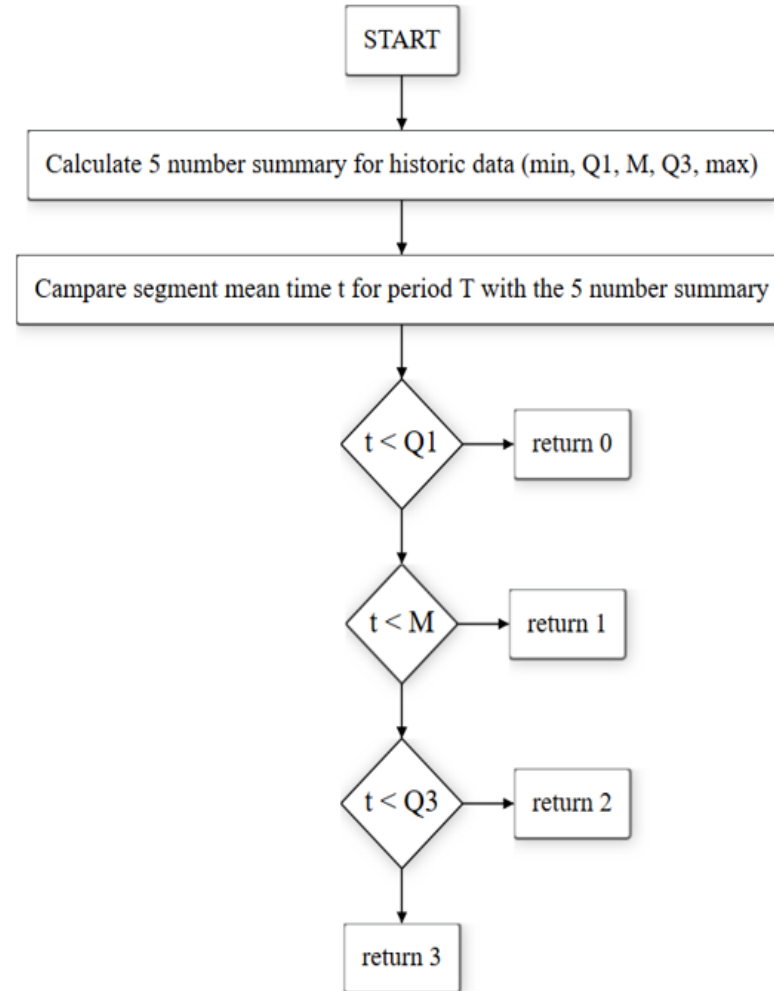 START
Calculate 5 number summary for historic data (min, Q1, M, Q3, max)
Campare segment mean time t for period T with the 5 number summary
t < Q1
return 0
t < M
return 1
t < Q3
return 2
return 3